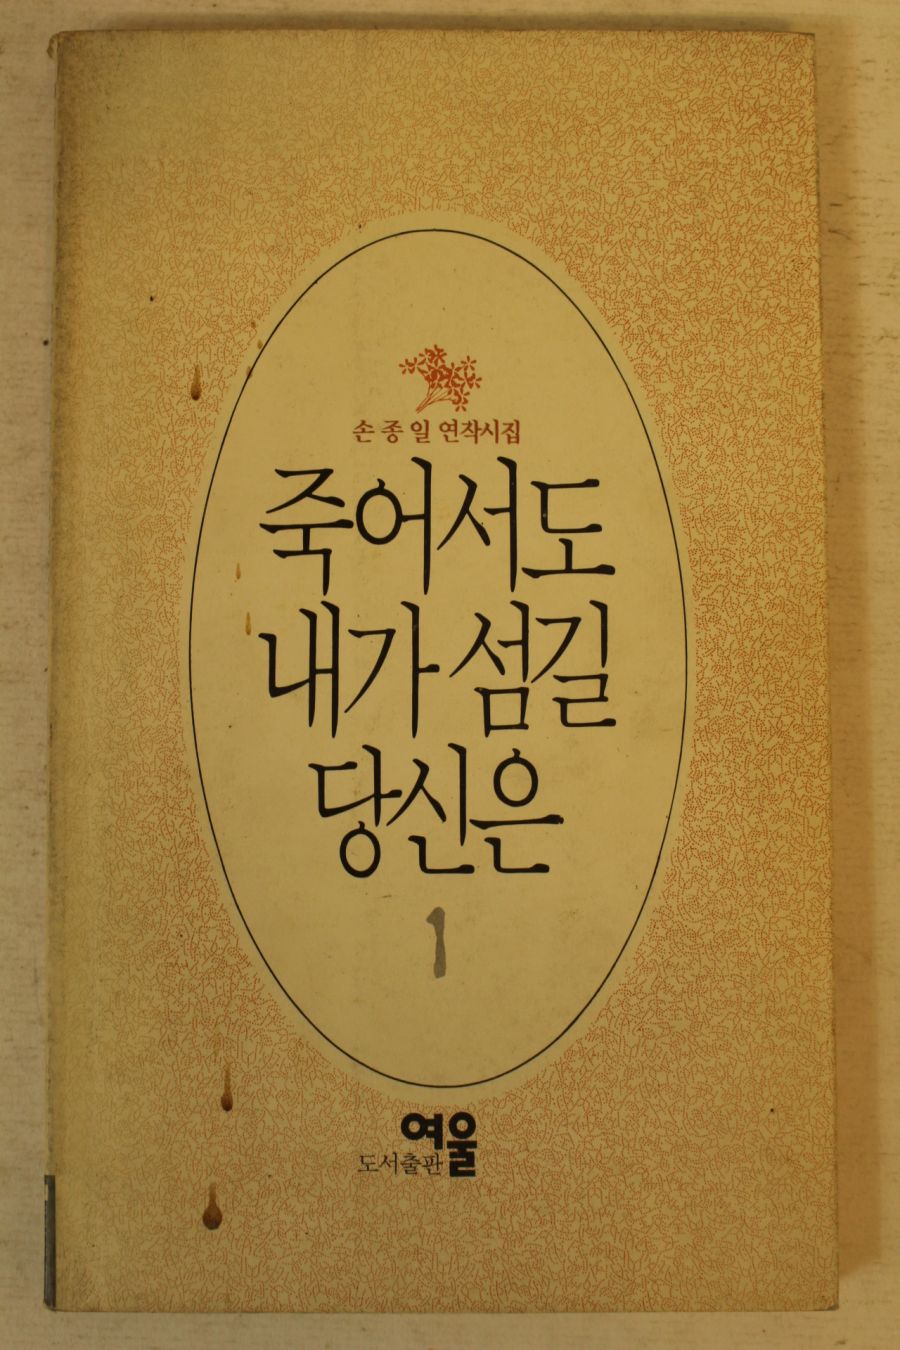 손종일 연작시집
죽어서도
내가 섬길
당신은
1
여울
도서출판